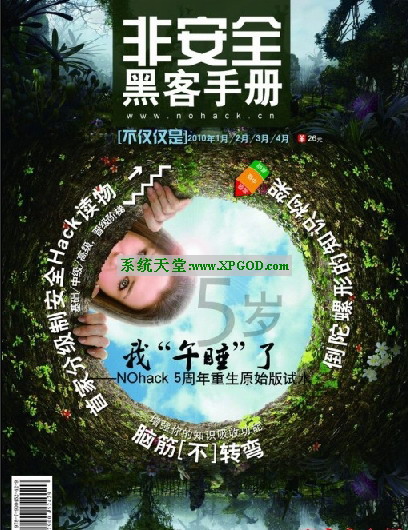 非安全
黑客手册
www.nohack.cn
[不仅仅是]2010年1月/2月/3月/4月 26元
首家分级制安全Hack读物
倒陀螺形的知识构架
系统天堂:www.XPGOD.com
5岁
我“午睡”了
——NOhack 5周年重生原始版试水
脑筋[不]转弯